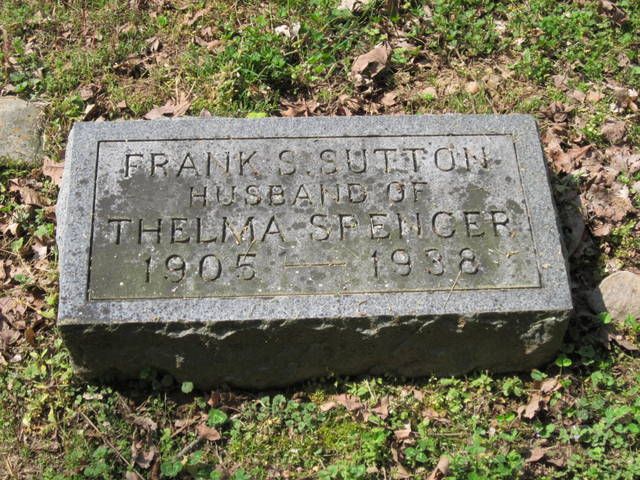 FRANK S. SUTTON
HUSBAND OF
THELMA SPENCER
1905 — 1938